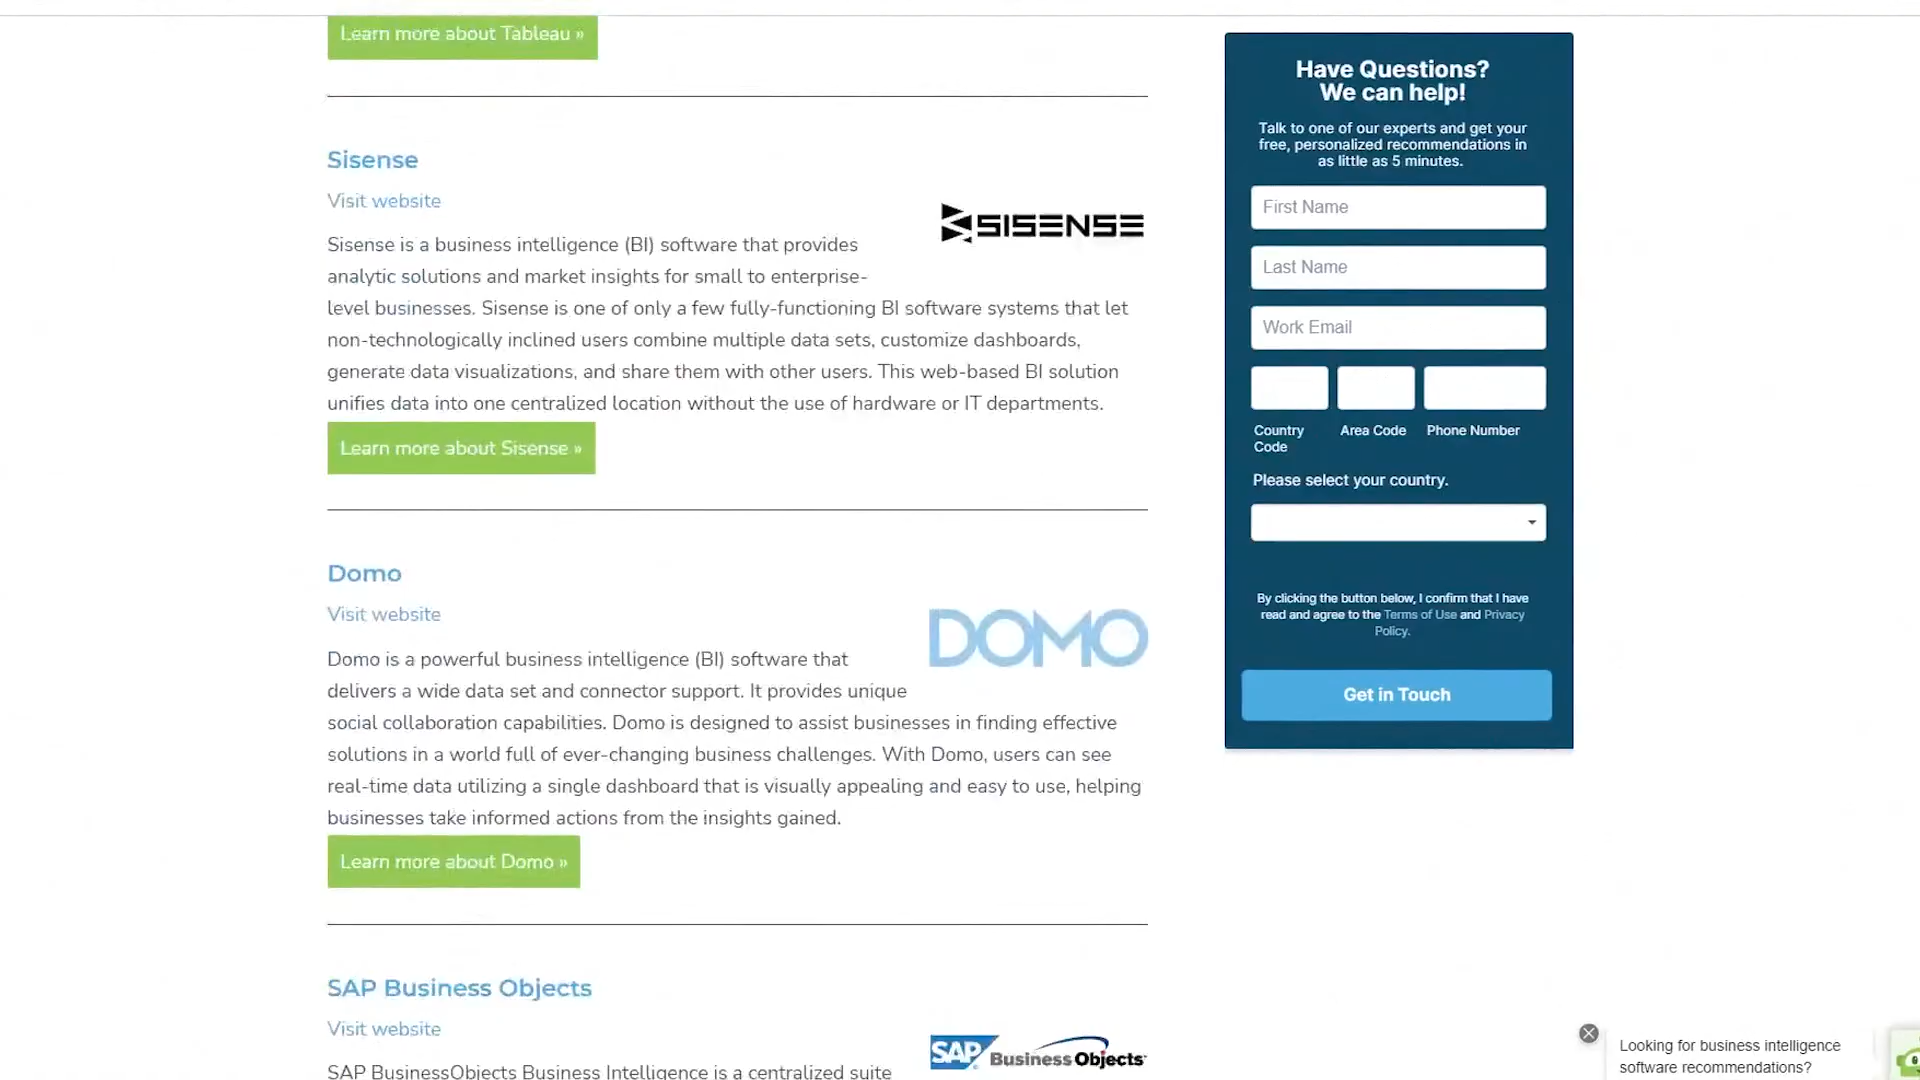 Learn more about Tableau »
Sisense
Visit website
SISENSE
Sisense is a business intelligence (BI) software that provides
analytic solutions and market insights for small to enterprise-
level businesses. Sisense is one of only a few fully-functioning BI software systems that let
non-technologically inclined users combine multiple data sets, customize dashboards,
generate data visualizations, and share them with other users. This web-based BI solution
unifies data into one centralized location without the use of hardware or IT departments.
Learn more about Sisense »
Domo
Visit website
DOMO
Domo is a powerful business intelligence (BI) software that
delivers a wide data set and connector support. It provides unique
social collaboration capabilities. Domo is designed to assist businesses in finding effective
solutions in a world full of ever-changing business challenges. With Domo, users can see
real-time data utilizing a single dashboard that is visually appealing and easy to use, helping
businesses take informed actions from the insights gained.
Learn more about Domo »
SAP Business Objects
Visit website
SAP Business Objects
SAP BusinessObjects Business Intelligence is a centralized suite
Have Questions?
We can help!
Talk to one of our experts and get your
free, personalized recommendations in
as little as 5 minutes.
First Name
Last Name
Work Email
Country Code
Area Code
Phone Number
Please select your country.
By clicking the button below, I confirm that I have
read and agree to the Terms of Use and Privacy
Policy.
Get in Touch
Looking for business intelligence
software recommendations?